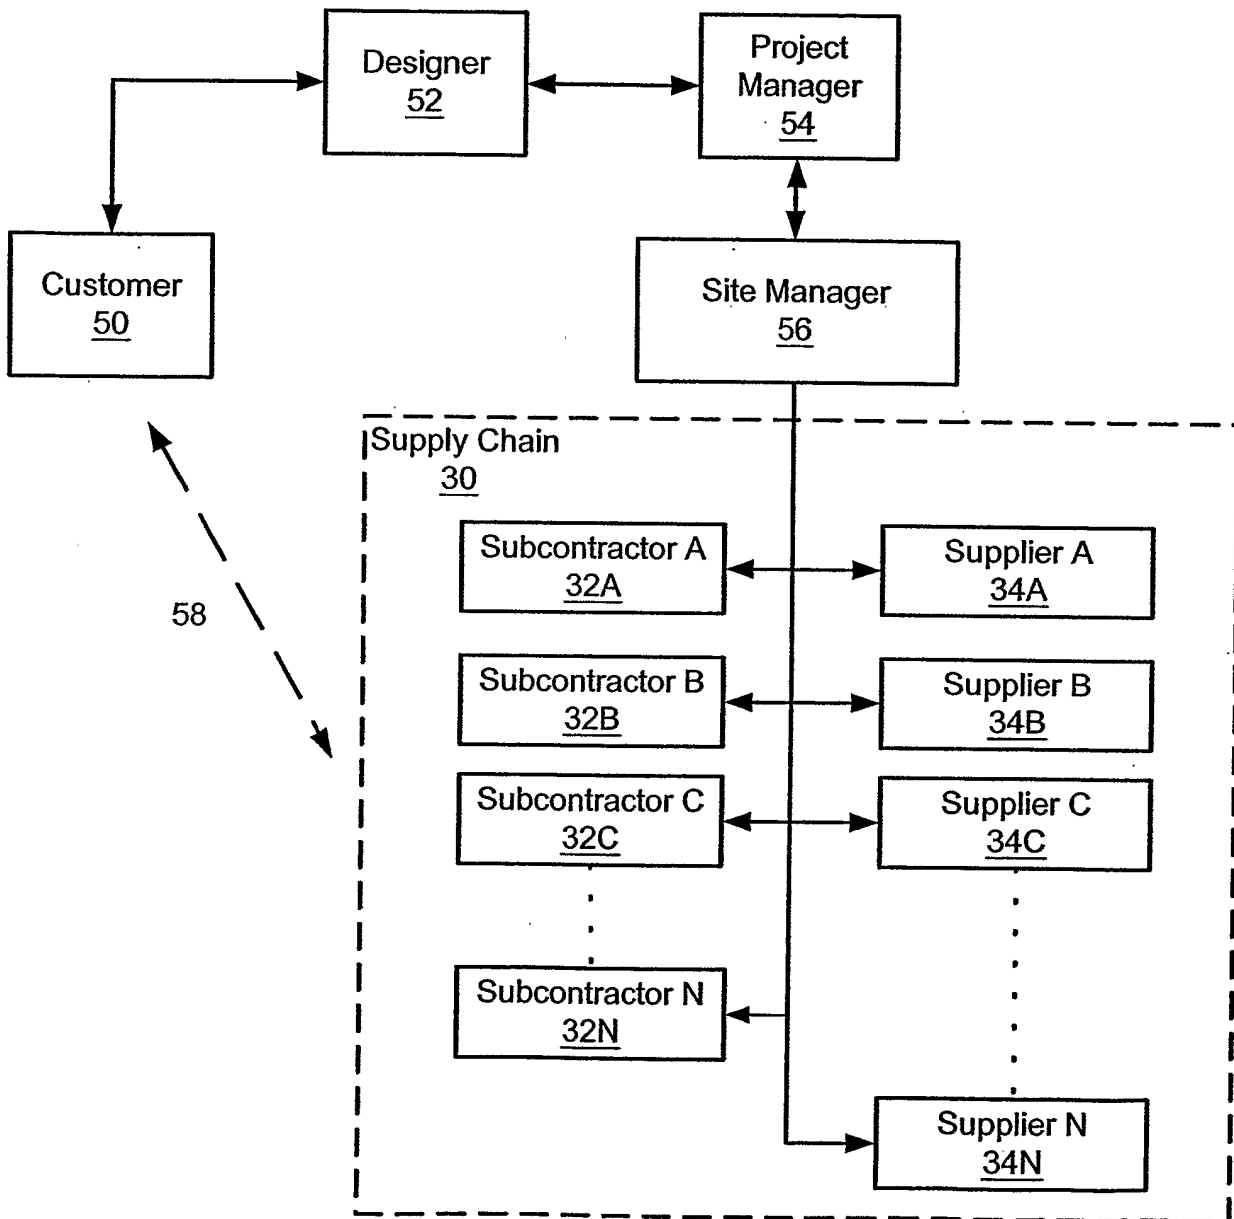 Designer
52
Project
Manager
54
Customer
50
Site Manager
56
Supply Chain
30
Subcontractor A
32A
Supplier A
34A
Subcontractor B
32B
Supplier B
34B
58
Subcontractor C
32C
Supplier C
34C
Subcontractor N
32N
Supplier N
34N